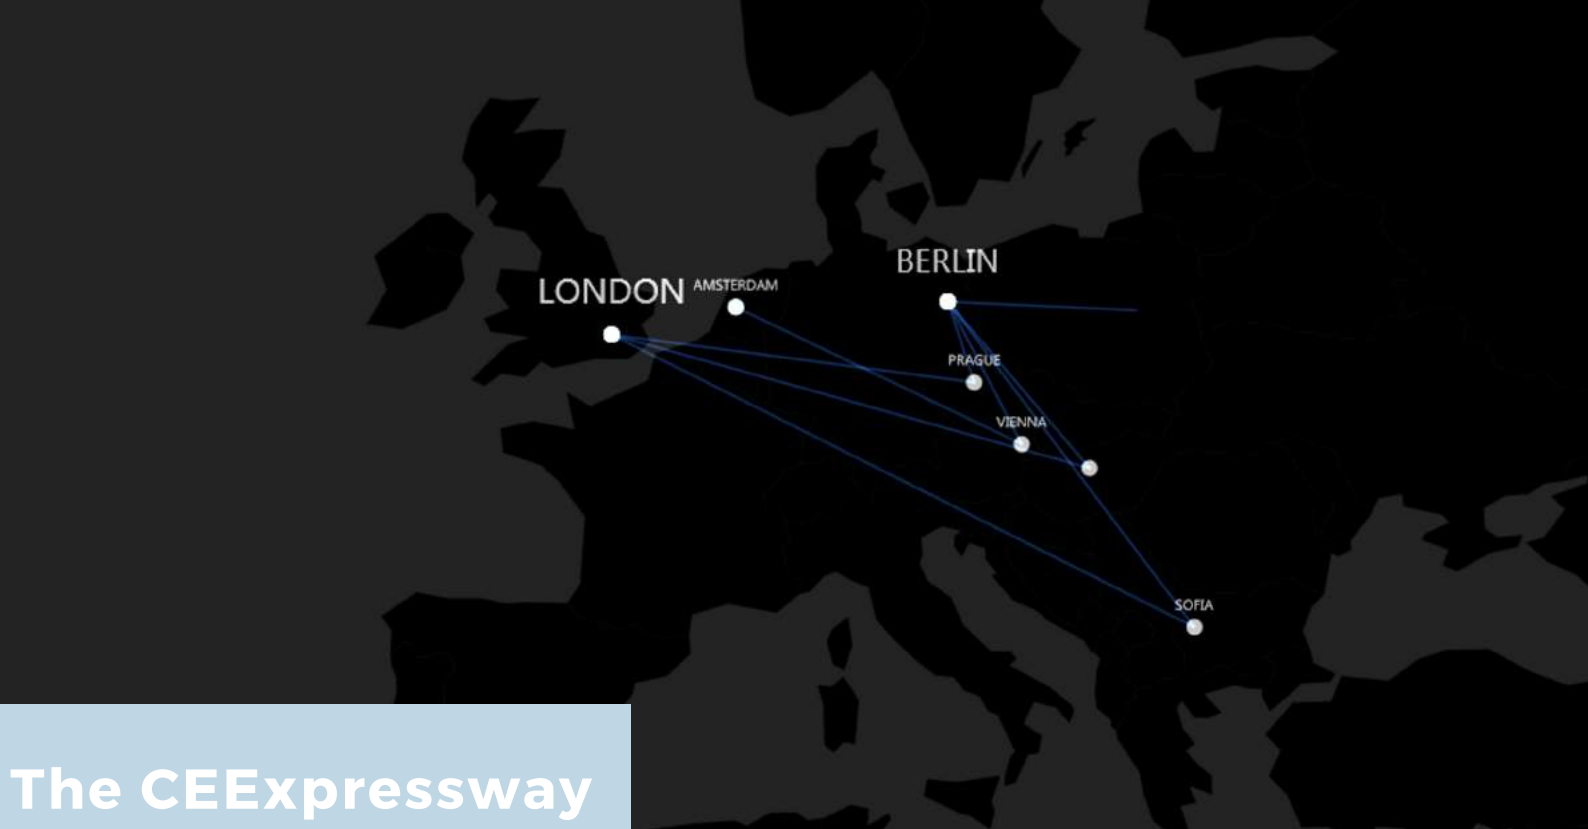 BERLIN
LONDON
AMSTERDAM
PRAGUE
VIENNA
SOFIA
The CEExpressway